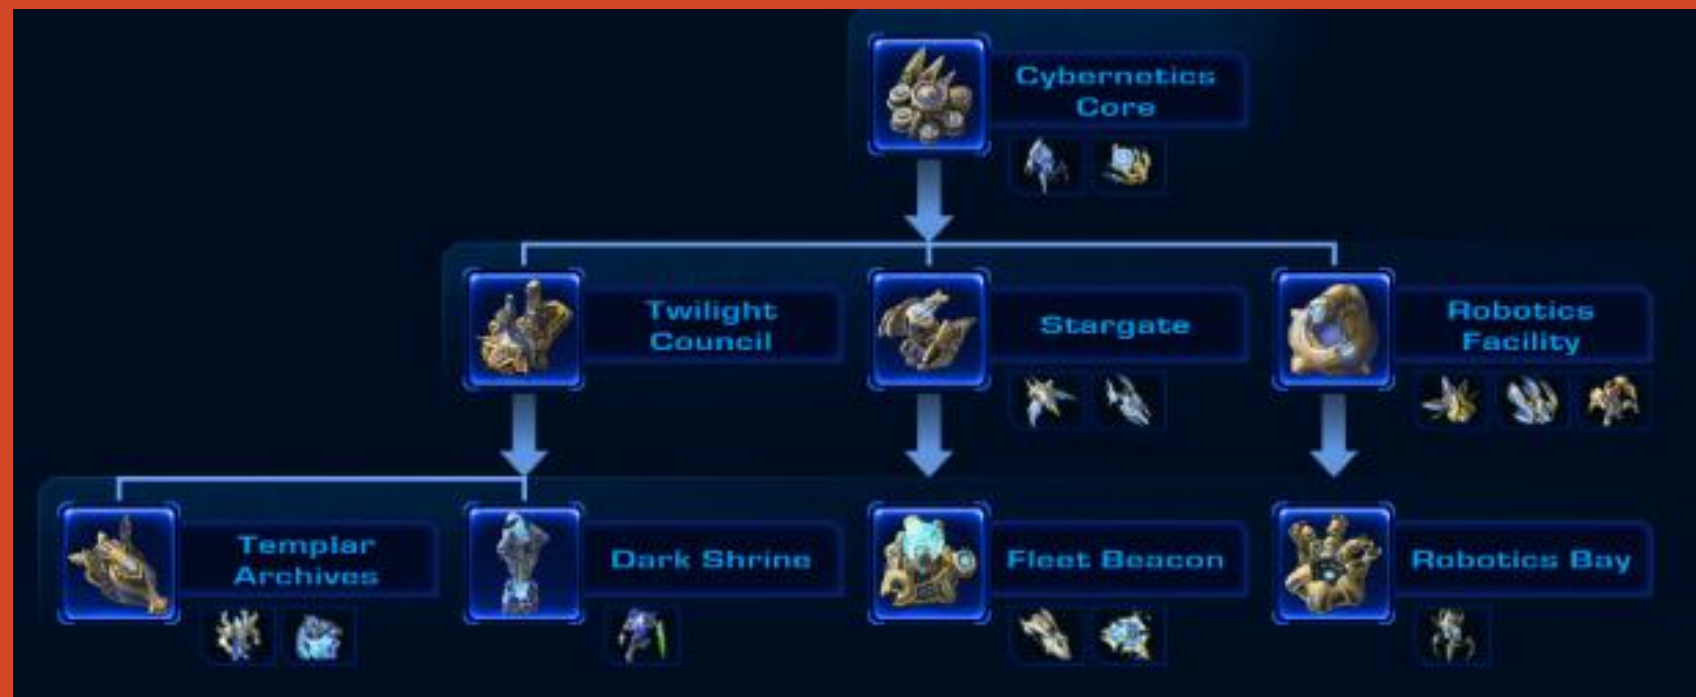 Cybernetics
Core
Twilight
Council
Stargate
Robotics
Facility
Templar
Archives
Dark Shrine
Fleet Beacon
Robotics Bay